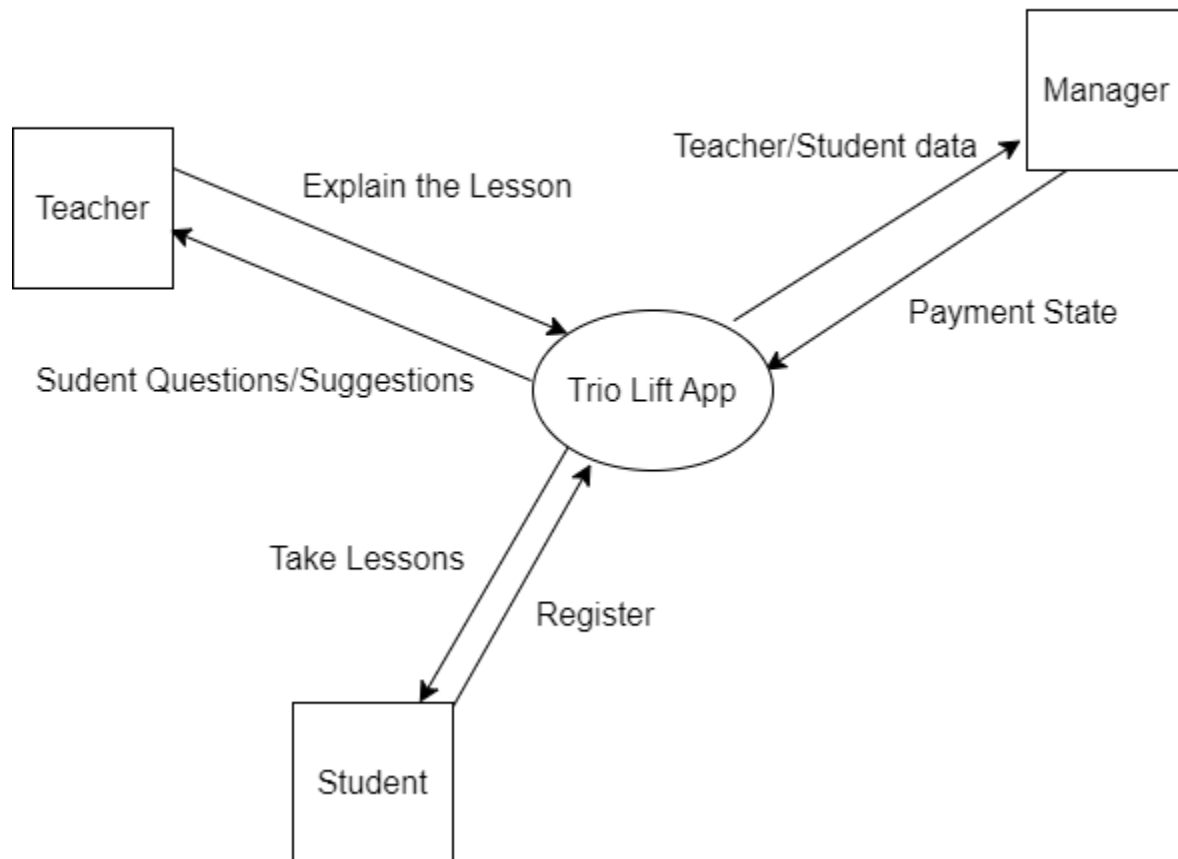 Manager
Teacher/Student data
Explain the Lesson
Teacher
Payment State
Sudent Questions/Suggestions
Trio Lift App
Take Lessons
Register
Student